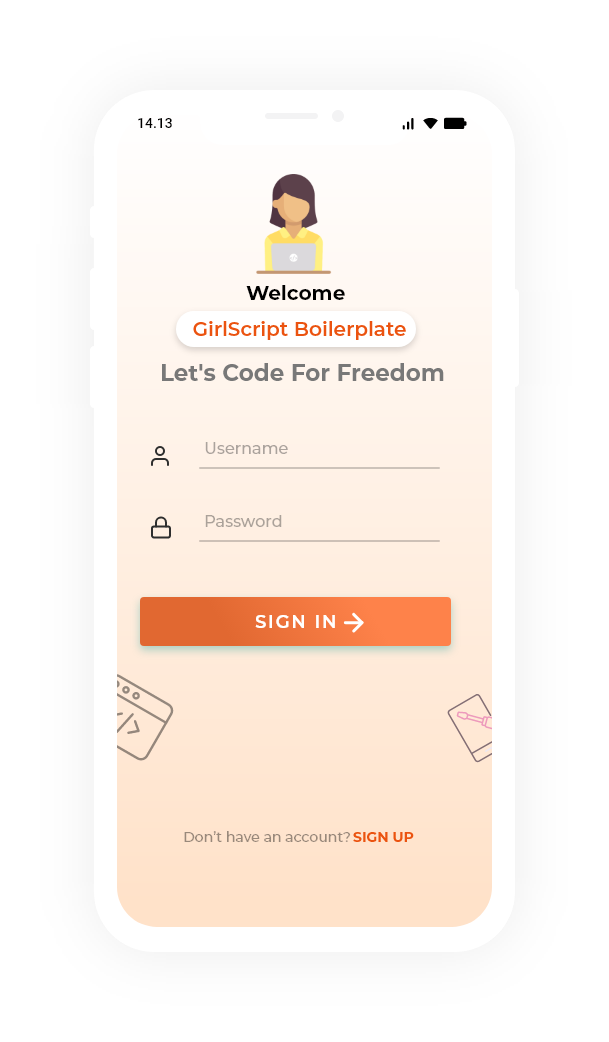 14.13
Welcome
GirlScript Boilerplate
Let's Code For Freedom
Username
Password
SIGN IN
</>
Don't have an account? SIGN UP